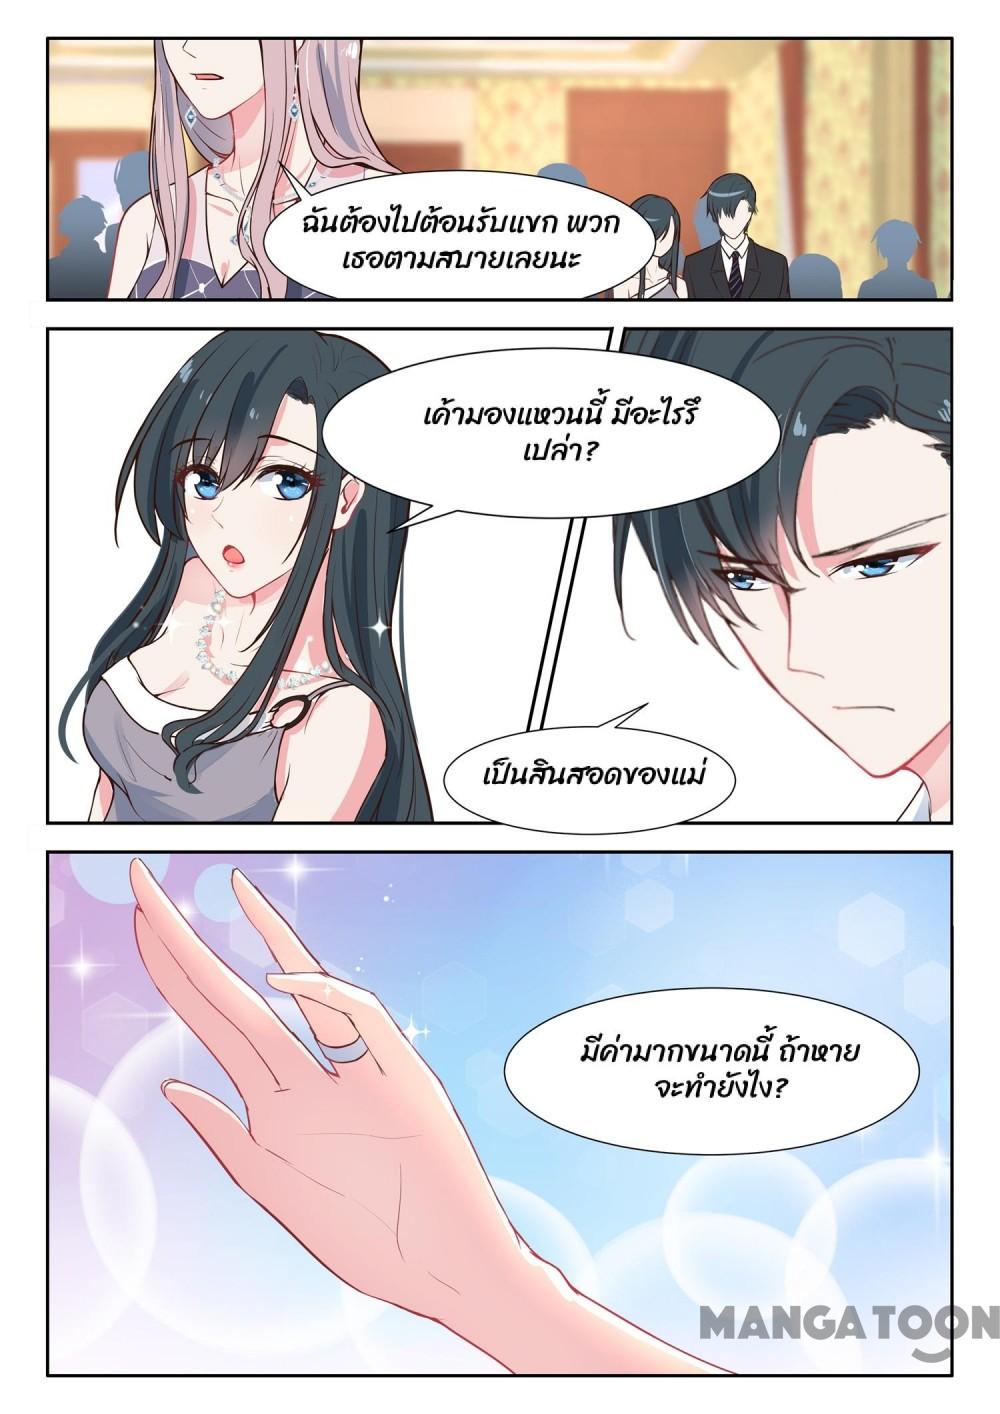 ฉันต้องไปต้อนรับแขก พวก
เธอตามสบายเลยนะ
เค้ามองแหวนนี้ มีอะไรรึ
เปล่า?
เป็นสินสอดของแม่
มีค่ามากขนาดนี้ ถ้าหาย
จะทำยังไง?
MANGATOON